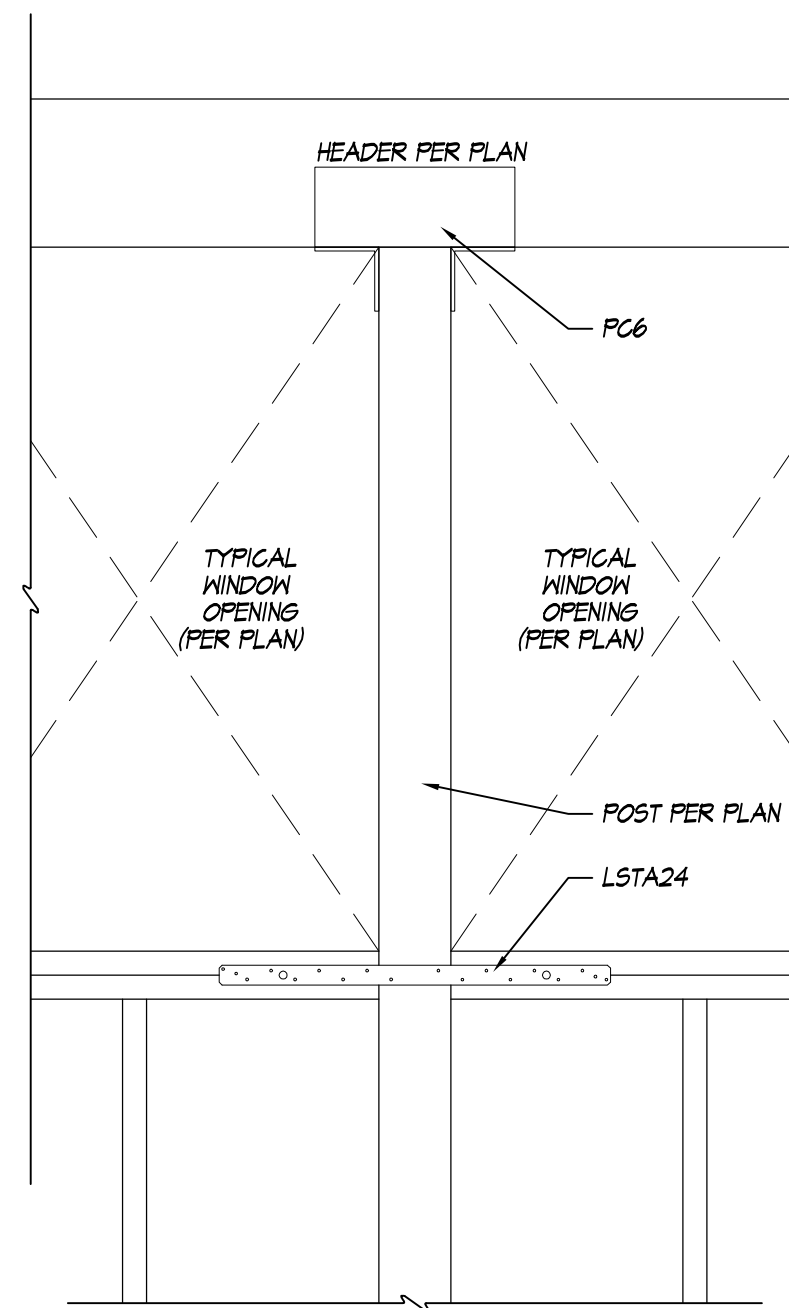 HEADER PER PLAN
PC6
TYPICAL
WINDOW
OPENING
(PER PLAN)
TYPICAL
WINDOW
OPENING
(PER PLAN)
POST PER PLAN
LSTA24